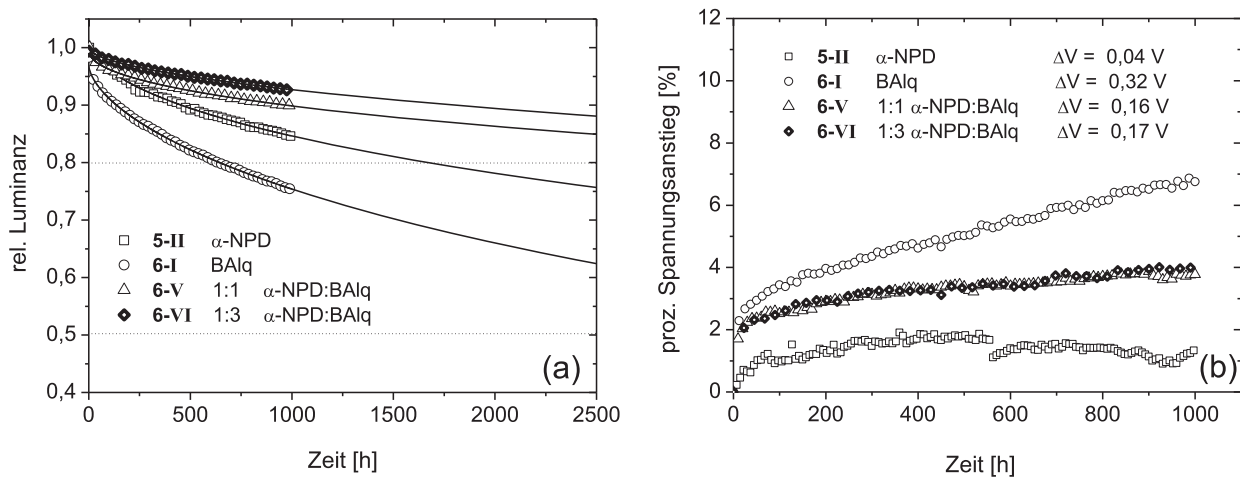 1,0
0,9
0,8
0,7
0,6
0,5
0,4
rel. Luminanz
5-II α-NPD
6-I BAlq
6-V 1:1 α-NPD:BAlq
6-VI 1:3 α-NPD:BAlq
(a)
0 500 1000 1500 2000 2500
Zeit [h]
12
10
8
6
4
2
0
proz. Spannungsanstieg [%]
5-II α-NPD ΔV = 0,04 V
6-I BAlq ΔV = 0,32 V
6-V 1:1 α-NPD:BAlq ΔV = 0,16 V
6-VI 1:3 α-NPD:BAlq ΔV = 0,17 V
(b)
0 200 400 600 800 1000
Zeit [h]